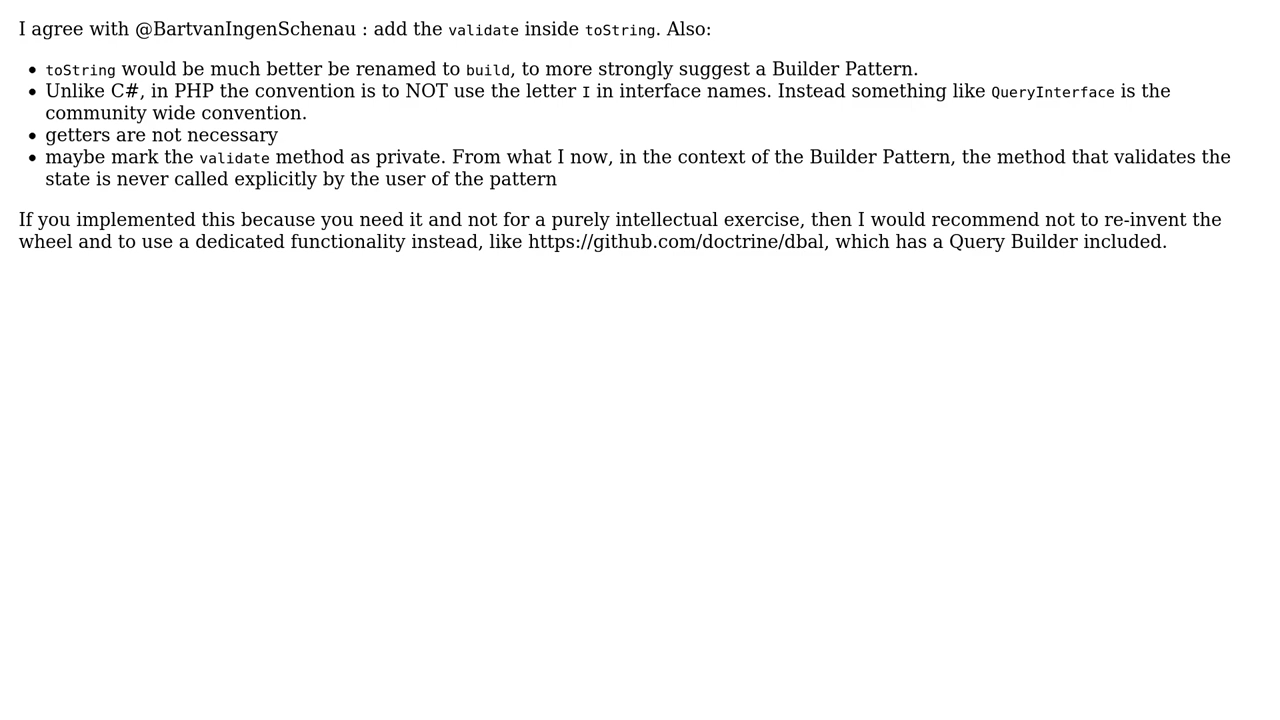 I agree with @BartvanIngenSchenau : add the validate inside toString. Also:
• toString would be much better be renamed to build, to more strongly suggest a Builder Pattern.
• Unlike C#, in PHP the convention is to NOT use the letter I in interface names. Instead something like QueryInterface is the
community wide convention.
• getters are not necessary
• maybe mark the validate method as private. From what I now, in the context of the Builder Pattern, the method that validates the
state is never called explicitly by the user of the pattern
If you implemented this because you need it and not for a purely intellectual exercise, then I would recommend not to re-invent the
wheel and to use a dedicated functionality instead, like https://github.com/doctrine/dbal, which has a Query Builder included.